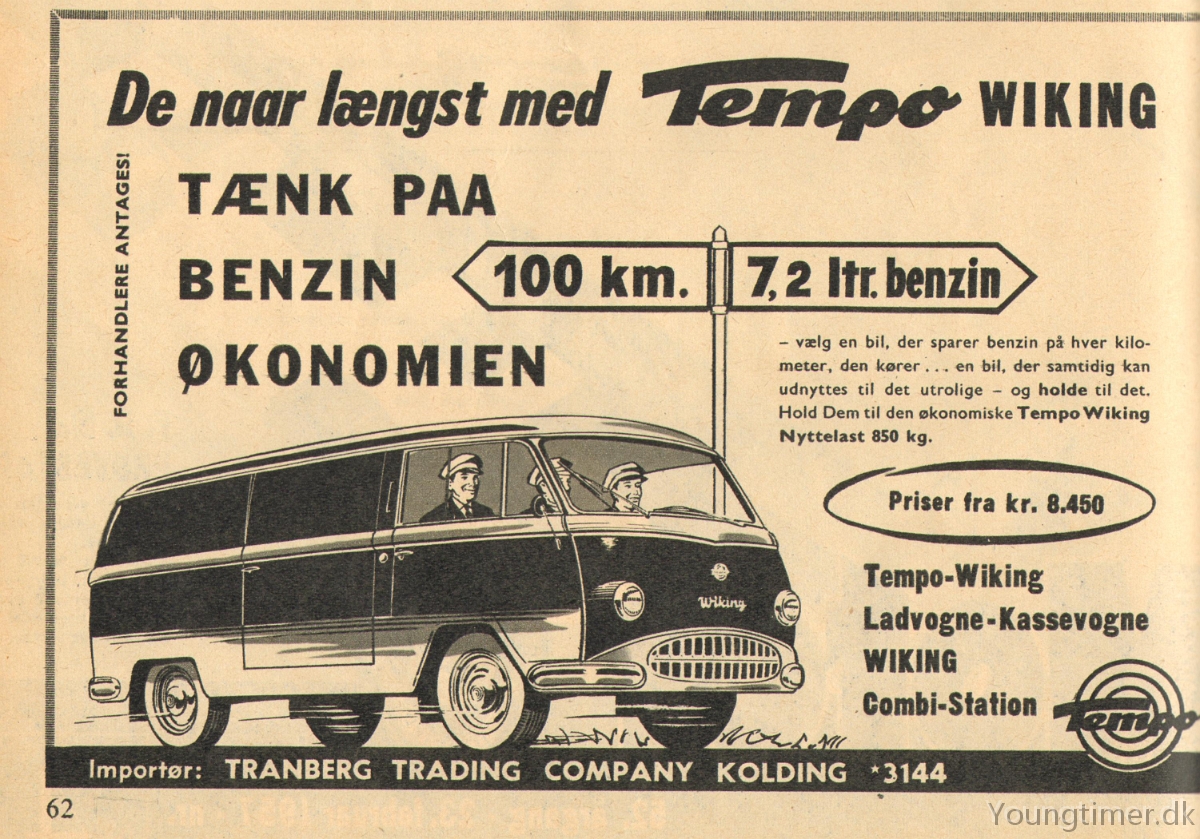 De naar længst med Tempo WIKING
FORHANDLERE ANTAGES!
TÆNK PAA
BENZIN
ØKONOMIEN
100 km.
7,2 ltr. benzin
– vælg en bil, der sparer benzin på hver kilo-
meter, den kører . . . en bil, der samtidig kan
udnyttes til det utrolige – og holde til det.
Hold Dem til den økonomiske Tempo Wiking
Nyttelast 850 kg.
Priser fra kr. 8.450
Wiking
Tempo-Wiking
Ladvogne-Kassevogne
WIKING
Combi-Station
Tempo
Importør: TRANBERG TRADING COMPANY KOLDING *3144
62
Youngtimer.dk